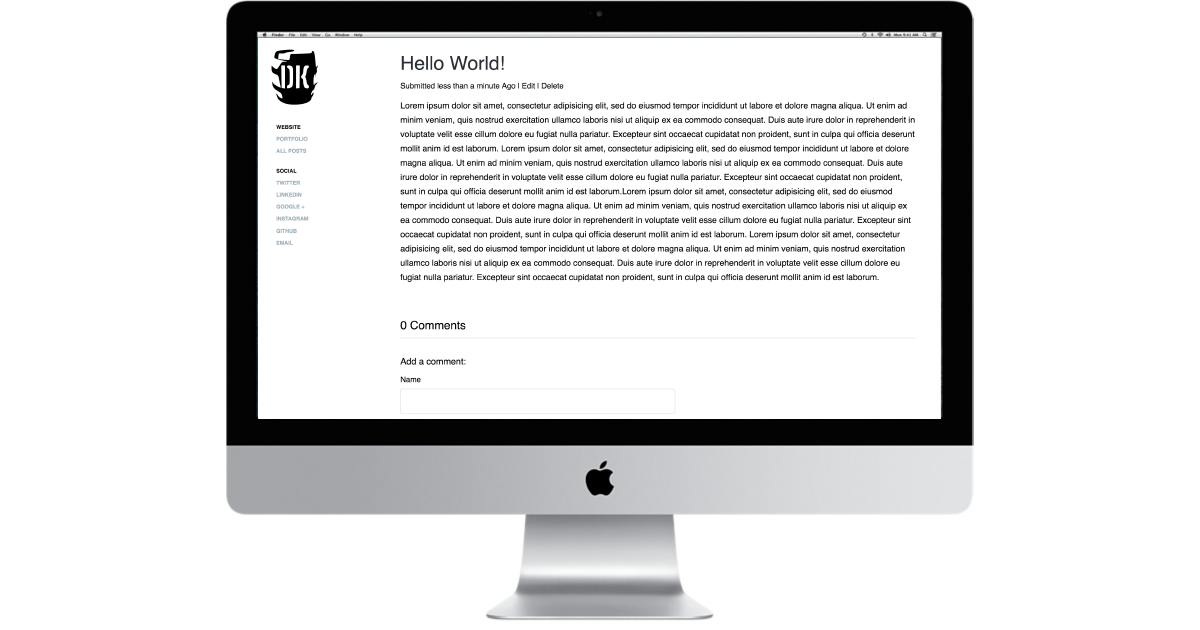 Finder File Edit View Go Window Help
Mon 9:41 AM
DK
WEBSITE
PORTFOLIO
ALL POSTS
SOCIAL
TWITTER
LINKEDIN
GOOGLE +
INSTAGRAM
GITHUB
EMAIL
Hello World!
Submitted less than a minute Ago | Edit | Delete
Lorem ipsum dolor sit amet, consectetur adipisicing elit, sed do eiusmod tempor incididunt ut labore et dolore magna aliqua. Ut enim ad
minim veniam, quis nostrud exercitation ullamco laboris nisi ut aliquip ex ea commodo consequat. Duis aute irure dolor in reprehenderit in
voluptate velit esse cillum dolore eu fugiat nulla pariatur. Excepteur sint occaecat cupidatat non proident, sunt in culpa qui officia deserunt
mollit anim id est laborum. Lorem ipsum dolor sit amet, consectetur adipisicing elit, sed do eiusmod tempor incididunt ut labore et dolore
magna aliqua. Ut enim ad minim veniam, quis nostrud exercitation ullamco laboris nisi ut aliquip ex ea commodo consequat. Duis aute
irure dolor in reprehenderit in voluptate velit esse cillum dolore eu fugiat nulla pariatur. Excepteur sint occaecat cupidatat non proident,
sunt in culpa qui officia deserunt mollit anim id est laborum.Lorem ipsum dolor sit amet, consectetur adipisicing elit, sed do eiusmod
tempor incididunt ut labore et dolore magna aliqua. Ut enim ad minim veniam, quis nostrud exercitation ullamco laboris nisi ut aliquip ex
ea commodo consequat. Duis aute irure dolor in reprehenderit in voluptate velit esse cillum dolore eu fugiat nulla pariatur. Excepteur sint
occaecat cupidatat non proident, sunt in culpa qui officia deserunt mollit anim id est laborum. Lorem ipsum dolor sit amet, consectetur
adipisicing elit, sed do eiusmod tempor incididunt ut labore et dolore magna aliqua. Ut enim ad minim veniam, quis nostrud exercitation
ullamco laboris nisi ut aliquip ex ea commodo consequat. Duis aute irure dolor in reprehenderit in voluptate velit esse cillum dolore eu
fugiat nulla pariatur. Excepteur sint occaecat cupidatat non proident, sunt in culpa qui officia deserunt mollit anim id est laborum.
0 Comments
Add a comment:
Name